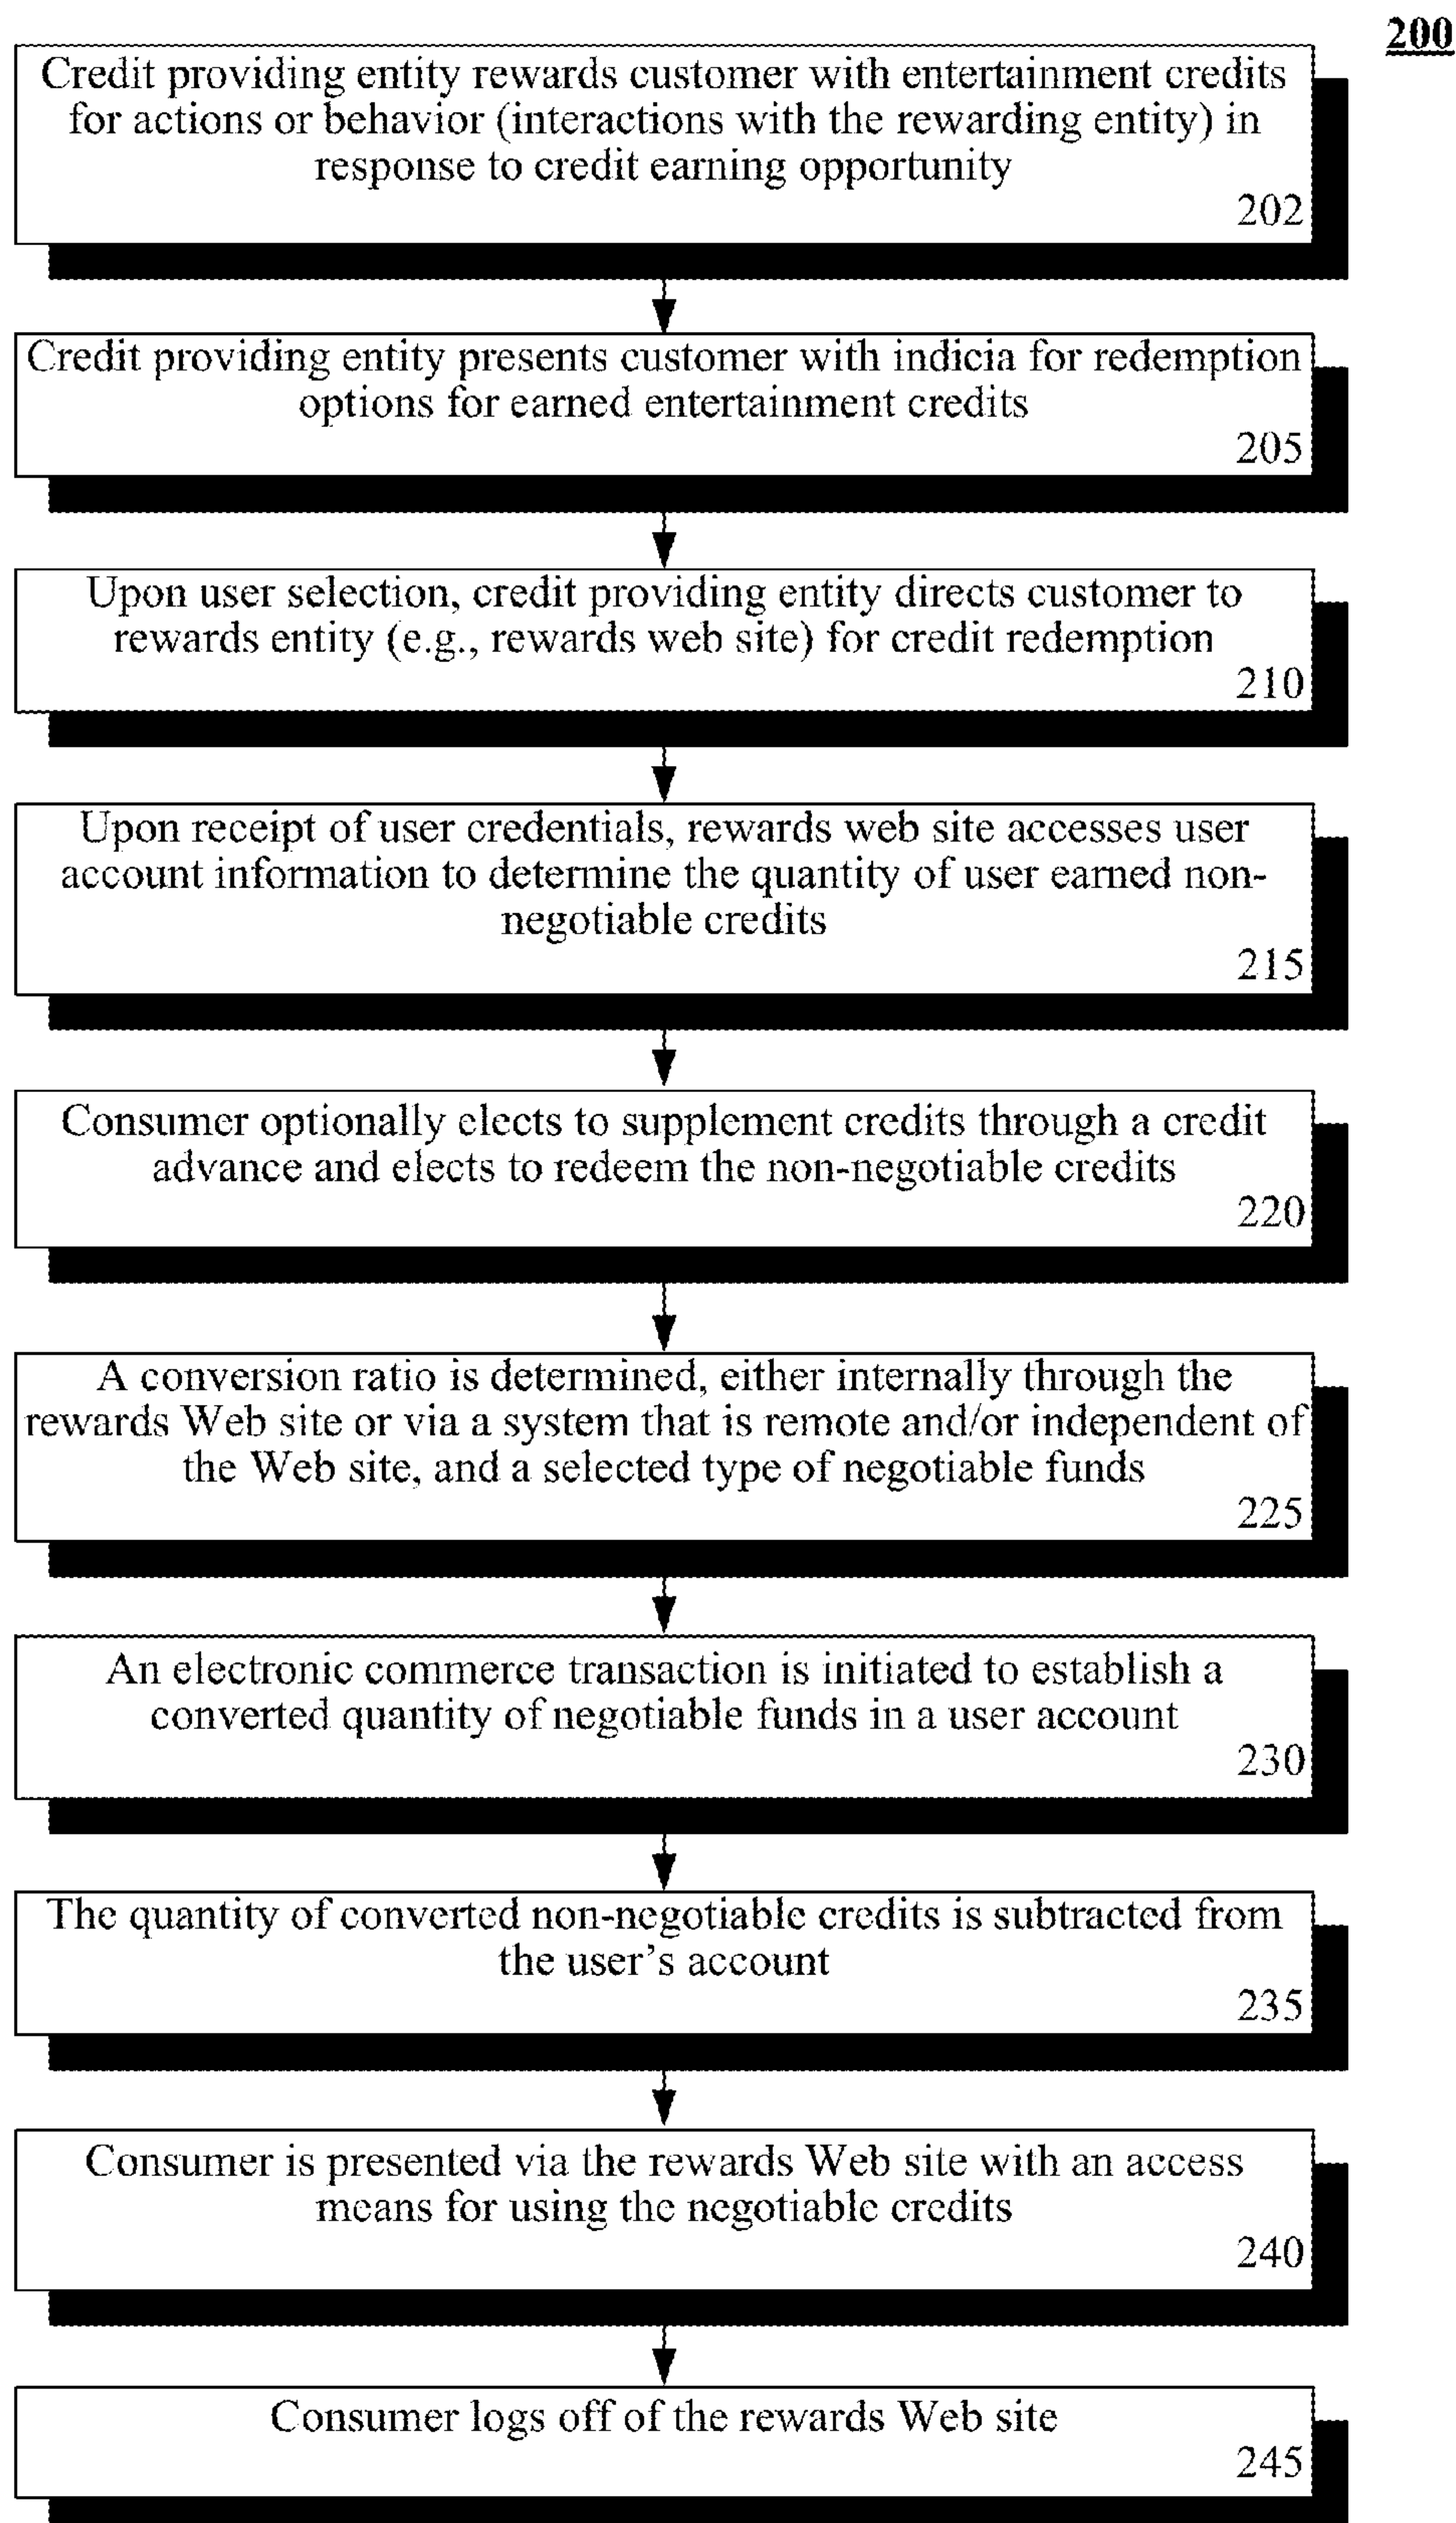 200
Credit providing entity rewards customer with entertainment credits
for actions or behavior (interactions with the rewarding entity) in
response to credit earning opportunity
202
Credit providing entity presents customer with indicia for redemption
options for earned entertainment credits
205
Upon user selection, credit providing entity directs customer to
rewards entity (e.g., rewards web site) for credit redemption
210
Upon receipt of user credentials, rewards web site accesses user
account information to determine the quantity of user earned non-
negotiable credits
215
Consumer optionally elects to supplement credits through a credit
advance and elects to redeem the non-negotiable credits
220
A conversion ratio is determined, either internally through the
rewards Web site or via a system that is remote and/or independent of
the Web site, and a selected type of negotiable funds
225
An electronic commerce transaction is initiated to establish a
converted quantity of negotiable funds in a user account
230
The quantity of converted non-negotiable credits is subtracted from
the user's account
235
Consumer is presented via the rewards Web site with an access
means for using the negotiable credits
240
Consumer logs off of the rewards Web site
245